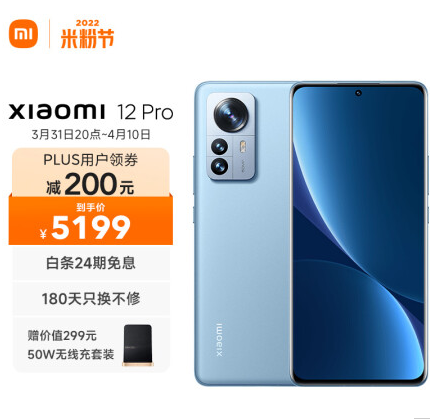 mi
2022
米粉节
xiaomi 12 Pro
3月31日20点~4月10日
PLUS用户领券
减200元
到手价
¥5199
白条24期免息
180天只换不修
赠价值299元
50W无线充套装
xiaomi